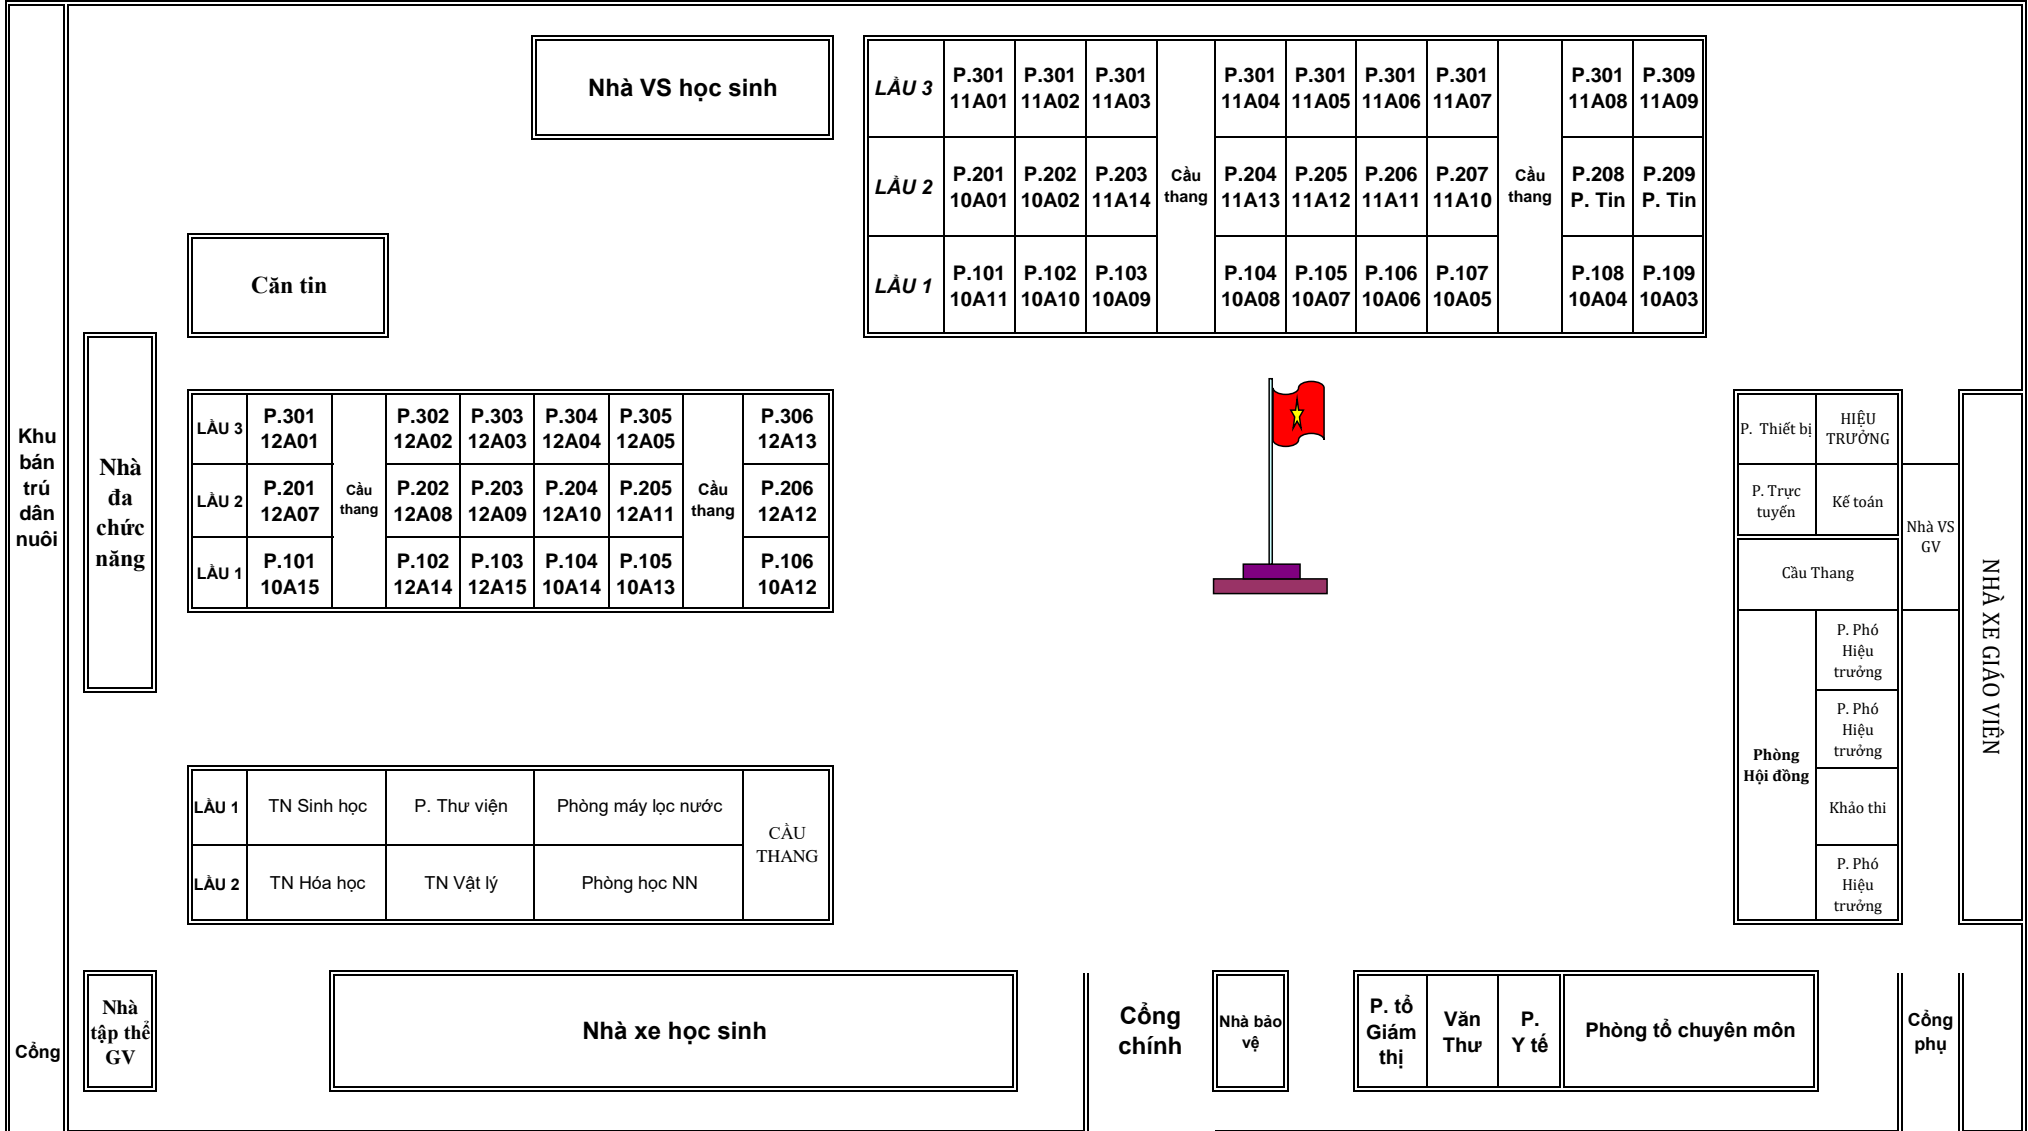 Nhà VS học sinh
LẦU 3
P.301
11A01
P.301
11A02
P.301
11A03
P.301
11A04
P.301
11A05
P.301
11A06
P.301
11A07
P.301
11A08
P.309
11A09
LẦU 2
P.201
10A01
P.202
10A02
P.203
11A14
Cầu
thang
P.204
11A13
P.205
11A12
P.206
11A11
P.207
11A10
Cầu
thang
P.208
P. Tin
P.209
P. Tin
LẦU 1
P.101
10A11
P.102
10A10
P.103
10A09
P.104
10A08
P.105
10A07
P.106
10A06
P.107
10A05
P.108
10A04
P.109
10A03
Căn tin
Khu
bán
trú
dân
nuôi
Nhà
đa
chức
năng
LẦU 3
P.301
12A01
P.302
12A02
P.303
12A03
P.304
12A04
P.305
12A05
P.306
12A13
LẦU 2
P.201
12A07
Cầu
thang
P.202
12A08
P.203
12A09
P.204
12A10
P.205
12A11
Cầu
thang
P.206
12A12
LẦU 1
P.101
10A15
P.102
12A14
P.103
12A15
P.104
10A14
P.105
10A13
P.106
10A12
P. Thiết bị
HIỆU
TRƯỞNG
P. Trực
tuyến
Kế toán
Nhà VS
GV
Cầu Thang
Phòng
Hội đồng
P. Phó
Hiệu
trưởng
P. Phó
Hiệu
trưởng
Khảo thi
P. Phó
Hiệu
trưởng
NHÀ XE GIÁO VIÊN
LẦU 1
TN Sinh học
P. Thư viện
Phòng máy lọc nước
CẦU
THANG
LẦU 2
TN Hóa học
TN Vật lý
Phòng học NN
Cổng
Nhà
tập thể
GV
Nhà xe học sinh
Cổng
chính
Nhà bảo
vệ
P. tổ
Giám
thị
Văn
Thư
P.
Y tế
Phòng tổ chuyên môn
Cổng
phụ